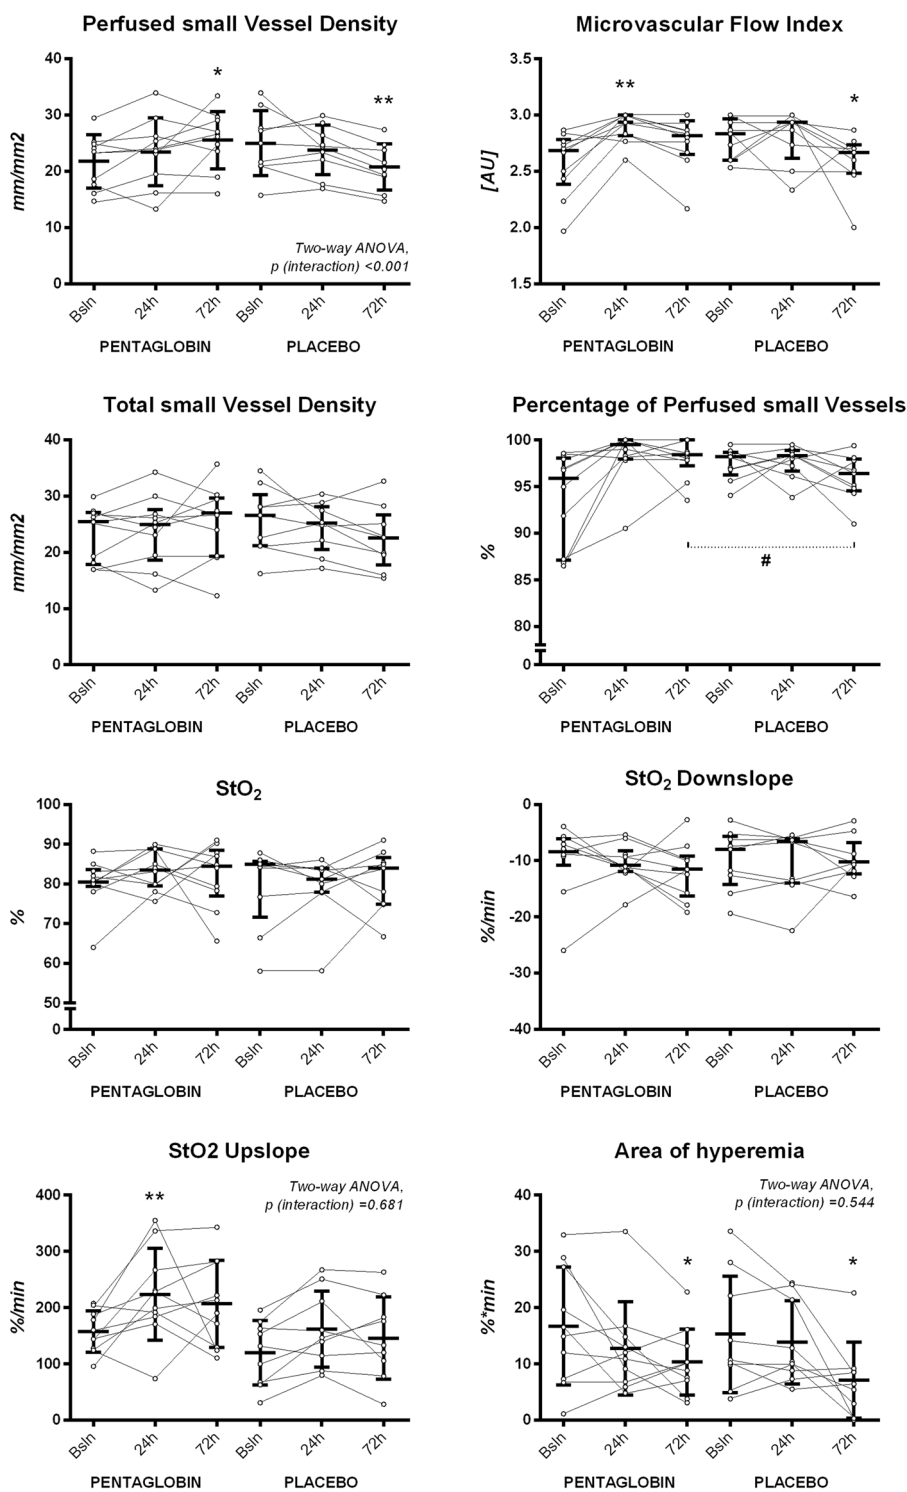 Perfused small Vessel Density
40
30
20
10
0
mm/mm2
*
**
Two-way ANOVA,
p (interaction) <0.001
Bsln
24h
72h
Bsln
24h
72h
PENTAGLOBIN
PLACEBO
Microvascular Flow Index
3.5
3.0
2.5
2.0
1.5
[AU]
**
*
Bsln
24h
72h
Bsln
24h
72h
PENTAGLOBIN
PLACEBO
Total small Vessel Density
40
30
20
10
0
mm/mm2
Bsln
24h
72h
Bsln
24h
72h
PENTAGLOBIN
PLACEBO
Percentage of Perfused small Vessels
100
95
90
85
80
0
%
#
Bsln
24h
72h
Bsln
24h
72h
PENTAGLOBIN
PLACEBO
StO₂
100
90
80
70
60
50
0
%
Bsln
24h
72h
Bsln
24h
72h
PENTAGLOBIN
PLACEBO
StO₂ Downslope
0
-10
-20
-30
-40
%/min
Bsln
24h
72h
Bsln
24h
72h
PENTAGLOBIN
PLACEBO
StO2 Upslope
400
300
200
100
0
%/min
**
Two-way ANOVA,
p (interaction) =0.681
Bsln
24h
72h
Bsln
24h
72h
PENTAGLOBIN
PLACEBO
Area of hyperemia
40
30
20
10
0
%*min
Two-way ANOVA,
p (interaction) =0.544
*
*
Bsln
24h
72h
Bsln
24h
72h
PENTAGLOBIN
PLACEBO